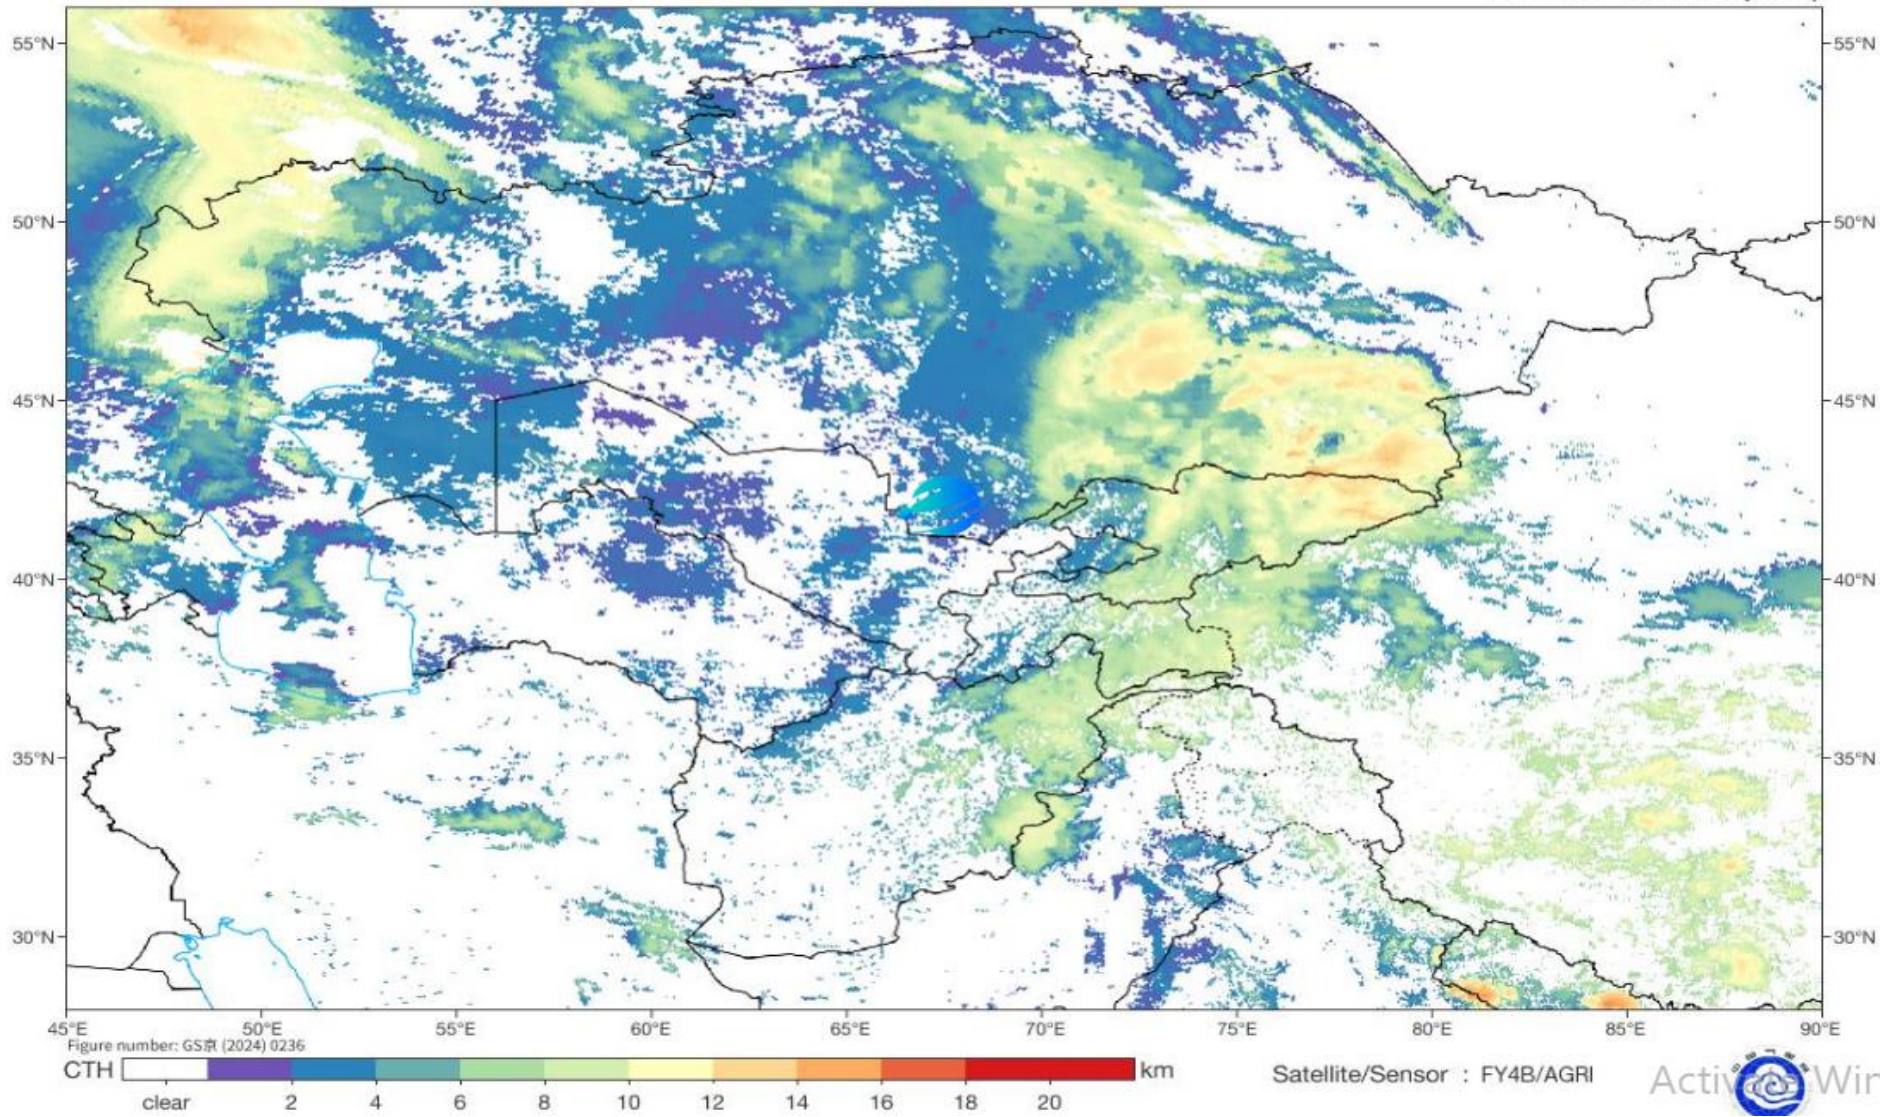 55°N 55°N
50°N 50°N
45°N 45°N
40°N 40°N
35°N 35°N
30°N 30°N
45°E 50°E 55°E 60°E 65°E 70°E 75°E 80°E 85°E 90°E
Figure number: GS京 (2024) 0236
CTH km Satellite/Sensor : FY4B/AGRI
clear 2 4 6 8 10 12 14 16 18 20